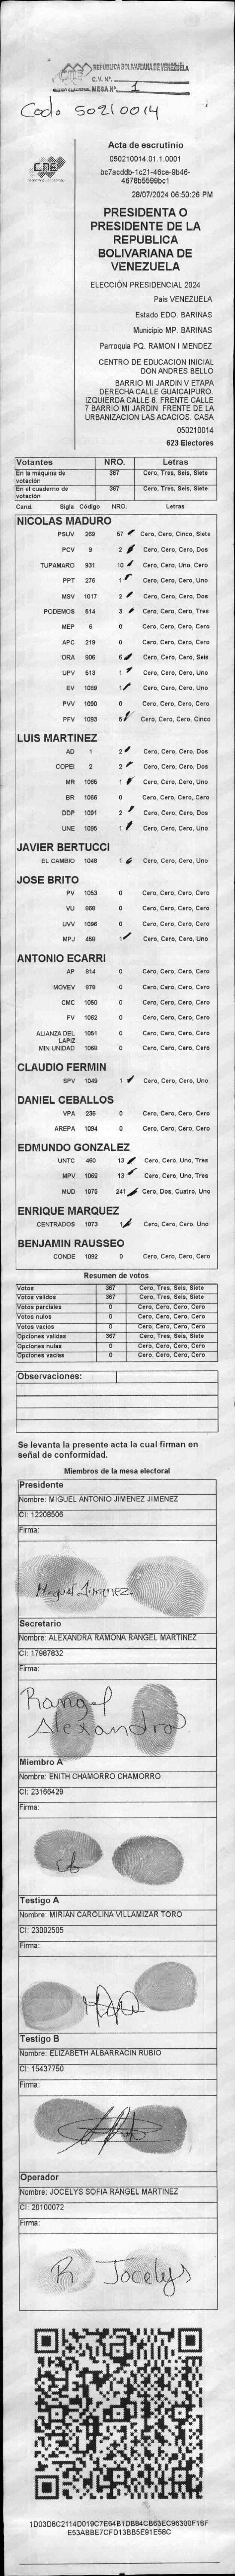 REPÚBLICA BOLIVARIANA DE VENEZUELA
CNE
C.V. Nº.
MESA Nº 1
Codo 50210014
CNE
Acta de escrutinio
050210014.01.1.0001
bc7acddb-1c21-46ce-9b46-
4678b5599bc1
28/07/2024 06:50:26 PM
PRESIDENTA O
PRESIDENTE DE LA
REPUBLICA
BOLIVARIANA DE
VENEZUELA
ELECCIÓN PRESIDENCIAL 2024
Pais VENEZUELA
Estado EDO. BARINAS
Municipio MP. BARINAS
Parroquia PQ. RAMON I MENDEZ
CENTRO DE EDUCACION INICIAL
DON ANDRES BELLO
BARRIO MI JARDIN V ETAPA
DERECHA CALLE GUAICAIPURO.
IZQUIERDA CALLE 8. FRENTE CALLE
7 BARRIO MI JARDIN FRENTE DE LA
URBANIZACION LAS ACACIOS. CASA
050210014
623 Electores
Votantes NRO. Letras
En la máquina de votación 367 Cero, Tres, Seis, Siete
En el cuaderno de votación 367 Cero, Tres, Seis, Siete
Cand. Sigla Código NRO. Letras
NICOLAS MADURO
PSUV 269 57 Cero, Cero, Cinco, Siete
PCV 9 2 Cero, Cero, Cero, Dos
TUPAMARO 931 10 Cero, Cero, Uno, Cero
PPT 276 1 Cero, Cero, Cero, Uno
MSV 1017 2 Cero, Cero, Cero, Dos
PODEMOS 514 3 Cero, Cero, Cero, Tres
MEP 6 0 Cero, Cero, Cero, Cero
APC 219 0 Cero, Cero, Cero, Cero
ORA 906 6 Cero, Cero, Cero, Seis
UPV 513 1 Cero, Cero, Cero, Uno
EV 1089 1 Cero, Cero, Cero, Uno
PVV 1090 0 Cero, Cero, Cero, Cero
PFV 1093 5 Cero, Cero, Cero, Cinco
LUIS MARTINEZ
AD 1 2 Cero, Cero, Cero, Dos
COPEI 2 2 Cero, Cero, Cero, Dos
MR 1065 1 Cero, Cero, Cero, Uno
BR 1066 0 Cero, Cero, Cero, Cero
DDP 1091 2 Cero, Cero, Cero, Dos
UNE 1095 1 Cero, Cero, Cero, Uno
JAVIER BERTUCCI
EL CAMBIO 1048 1 Cero, Cero, Cero, Uno
JOSE BRITO
PV 1053 0 Cero, Cero, Cero, Cero
VU 868 0 Cero, Cero, Cero, Cero
UVV 1096 0 Cero, Cero, Cero, Cero
MPJ 458 1 Cero, Cero, Cero, Uno
ANTONIO ECARRI
AP 814 0 Cero, Cero, Cero, Cero
MOVEV 978 0 Cero, Cero, Cero, Cero
CMC 1050 0 Cero, Cero, Cero, Cero
FV 1062 0 Cero, Cero, Cero, Cero
ALIANZA DEL LAPIZ 1051 0 Cero, Cero, Cero, Cero
MIN UNIDAD 1068 0 Cero, Cero, Cero, Cero
CLAUDIO FERMIN
SPV 1049 1 Cero, Cero, Cero, Uno
DANIEL CEBALLOS
VPA 236 0 Cero, Cero, Cero, Cero
AREPA 1094 0 Cero, Cero, Cero, Cero
EDMUNDO GONZALEZ
UNTC 460 13 Cero, Cero, Uno, Tres
MPV 1069 13 Cero, Cero, Uno, Tres
MUD 1075 241 Cero, Dos, Cuatro, Uno
ENRIQUE MARQUEZ
CENTRADOS 1073 1 Cero, Cero, Cero, Uno
BENJAMIN RAUSSEO
CONDE 1092 0 Cero, Cero, Cero, Cero
Resumen de votos
Votos 367 Cero, Tres, Seis, Siete
Votos validos 367 Cero, Tres, Seis, Siete
Votos parciales 0 Cero, Cero, Cero, Cero
Votos nulos 0 Cero, Cero, Cero, Cero
Votos vacios 0 Cero, Cero, Cero, Cero
Opciones validas 367 Cero, Tres, Seis, Siete
Opciones nulas 0 Cero, Cero, Cero, Cero
Opciones vacias 0 Cero, Cero, Cero, Cero
Observaciones:
Se levanta la presente acta la cual firman en
señal de conformidad.
Miembros de la mesa electoral
Presidente
Nombre: MIGUEL ANTONIO JIMENEZ JIMENEZ
CI: 12208506
Firma:
Miguel Jimenez
Secretario
Nombre: ALEXANDRA RAMONA RANGEL MARTINEZ
CI: 17987832
Firma:
Rangel
Alexandra
Miembro A
Nombre: ENITH CHAMORRO CHAMORRO
CI: 23166429
Firma:
Testigo A
Nombre: MIRIAN CAROLINA VILLAMIZAR TORO
CI: 23002505
Firma:
Testigo B
Nombre: ELIZABETH ALBARRACIN RUBIO
CI: 15437750
Firma:
Operador
Nombre: JOCELYS SOFIA RANGEL MARTINEZ
CI: 20100072
Firma:
R Jocelys
1D03D8C2114D019C7E64B1DB84CB63EC96300F18F
E53ABBE7CFD13BB5E91E58C